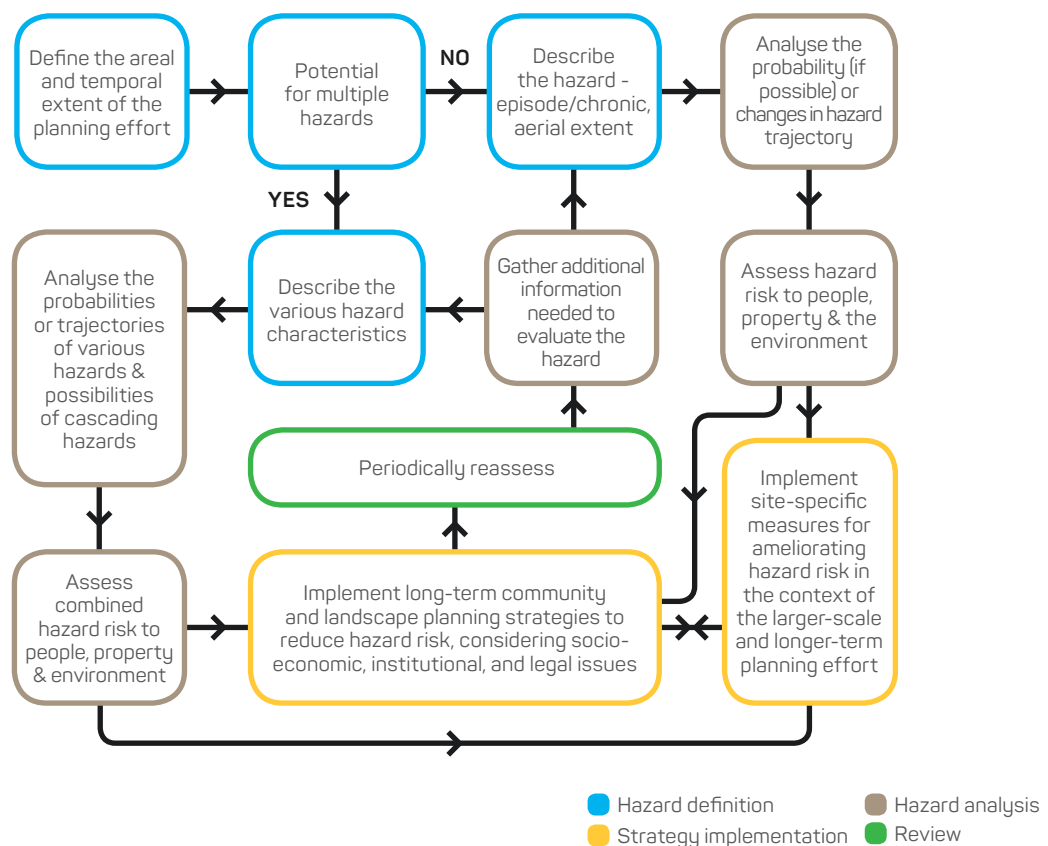 Define the areal
and temporal
extent of the
planning effort
Potential
for multiple
hazards
NO
Describe
the hazard -
episode/chronic,
aerial extent
Analyse the
probability (if
possible) or
changes in hazard
trajectory
YES
Analyse the
probabilities
or trajectories
of various
hazards &
possibilities
of cascading
hazards
Describe the
various hazard
characteristics
Gather additional
information
needed to
evaluate the
hazard
Assess hazard
risk to people,
property & the
environment
Periodically reassess
Assess
combined
hazard risk to
people, property
& environment
Implement long-term community
and landscape planning strategies to
reduce hazard risk, considering socio-
economic, institutional, and legal issues
Implement
site-specific
measures for
ameliorating
hazard risk in
the context of
the larger-scale
and longer-term
planning effort
Hazard definition
Hazard analysis
Strategy implementation
Review